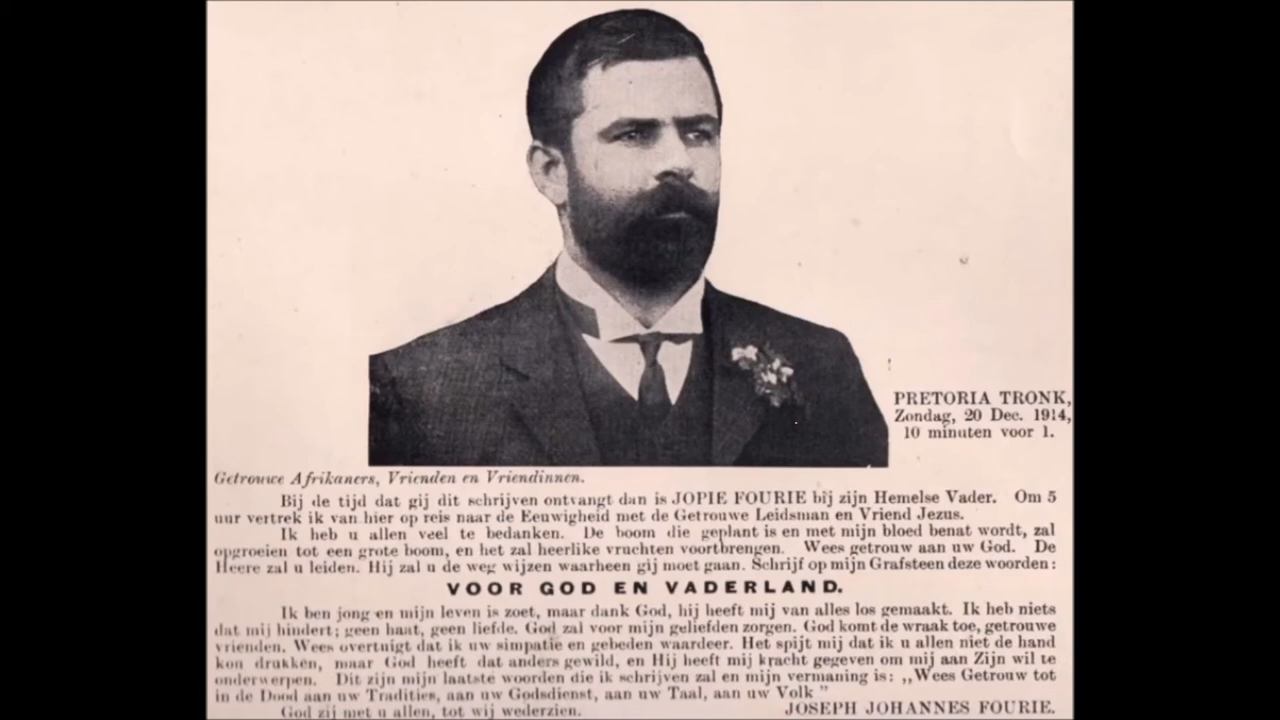 PRETORIA TRONK,
Zondag, 20 Dec. 1914,
10 minuten voor 1.
Getrouwe Afrikaners, Vrienden en Vriendinnen.
Bij de tijd dat gij dit schrijven ontvangt dan is JOPIE FOURIE bij zijn Hemelse Vader. Om 5
uur vertrek ik van hier op reis naar de Eeuwigheid met de Getrouwe Leidsman en Vriend Jezus.
Ik heb u allen veel te bedanken. De boom die geplant is en met mijn bloed benat wordt, zal
opgroeien tot een grote boom, en het zal heerlike vruchten voortbrengen. Wees getrouw aan uw God. De
Heere zal u leiden. Hij zal u de weg wijzen waarheen gij moet gaan. Schrijf op mijn Grafsteen deze woorden:
VOOR GOD EN VADERLAND.
Ik ben jong en mijn leven is zoet, maar dank God, hij heeft mij van alles los gemaakt. Ik heb niets
dat mij hindert; geen haat, geen liefde. God zal voor mijn geliefden zorgen. God komt de wraak toe, getrouwe
vrienden. Wees overtuigt dat ik uw simpatie en gebeden waardeer. Het spijt mij dat ik u allen niet de hand
kon drukken, maar God heeft dat anders gewild, en Hij heeft mij kracht gegeven om mij aan Zijn wil te
onderwerpen. Dit zijn mijn laatste woorden die ik schrijven zal en mijn vermaning is: ,,Wees Getrouw tot
in de Dood aan uw Tradities, aan uw Godsdienst, aan uw Taal, aan uw Volk ”
God zij met u allen, tot wij wederzien.
JOSEPH JOHANNES FOURIE.